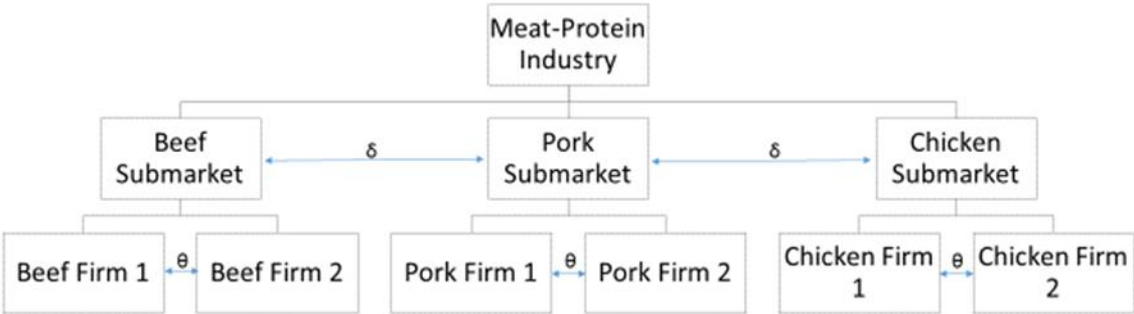 Meat-Protein
Industry
Beef
Submarket
δ
Pork
Submarket
δ
Chicken
Submarket
Beef Firm 1
θ
Beef Firm 2
Pork Firm 1
θ
Pork Firm 2
Chicken Firm
1
θ
Chicken Firm
2